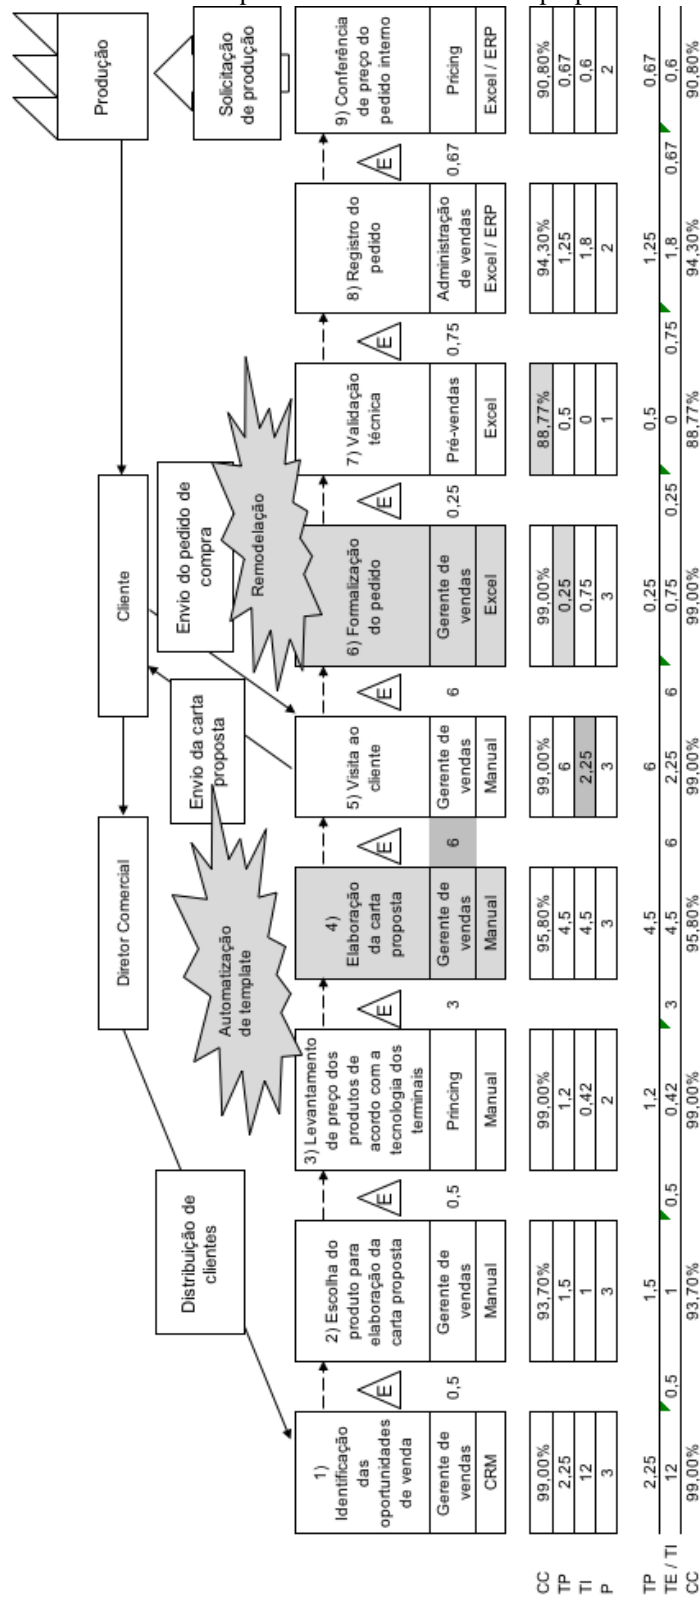 Diretor Comercial
Cliente
Produção
Distribuição de
clientes
Automatização
de template
Envio da carta
proposta
Envio do pedido de
compra
Remodelação
Solicitação
de produção
1)
Identificação
das
oportunidades
de venda
Gerente de
vendas
CRM
E
0,5
2) Escolha do
produto para
elaboração da
carta proposta
Gerente de
vendas
Manual
E
0,5
3) Levantamento
de preço dos
produtos de
acordo com a
tecnologia dos
terminais
Princing
Manual
E
3
4)
Elaboração
da carta
proposta
Gerente de
vendas
Manual
E
6
5) Visita ao
cliente
Gerente de
vendas
Manual
E
6
6) Formalização
do pedido
Gerente de
vendas
Excel
E
0,25
7) Validação
técnica
Pré-vendas
Excel
E
0,75
8) Registro do
pedido
Administração
de vendas
Excel / ERP
E
0,67
9) Conferência
de preço do
pedido interno
Pricing
Excel / ERP
CC 99,00% 93,70% 99,00% 95,80% 99,00% 99,00% 88,77% 94,30% 90,80%
TP 2,25 1,5 1,2 4,5 6 0,25 0,5 1,25 0,67
TI 12 1 0,42 4,5 2,25 0,75 0 1,8 0,6
P 3 3 2 3 3 3 1 2 2
TP 2,25 1,5 1,2 4,5 6 0,25 0,5 1,25 0,67
TE / TI 12 0,5 1 0,5 0,42 3 4,5 6 2,25 6 0,75 0,25 0 0,75 1,8 0,67 0,6
CC 99,00% 93,70% 99,00% 95,80% 99,00% 99,00% 88,77% 94,30% 90,80%